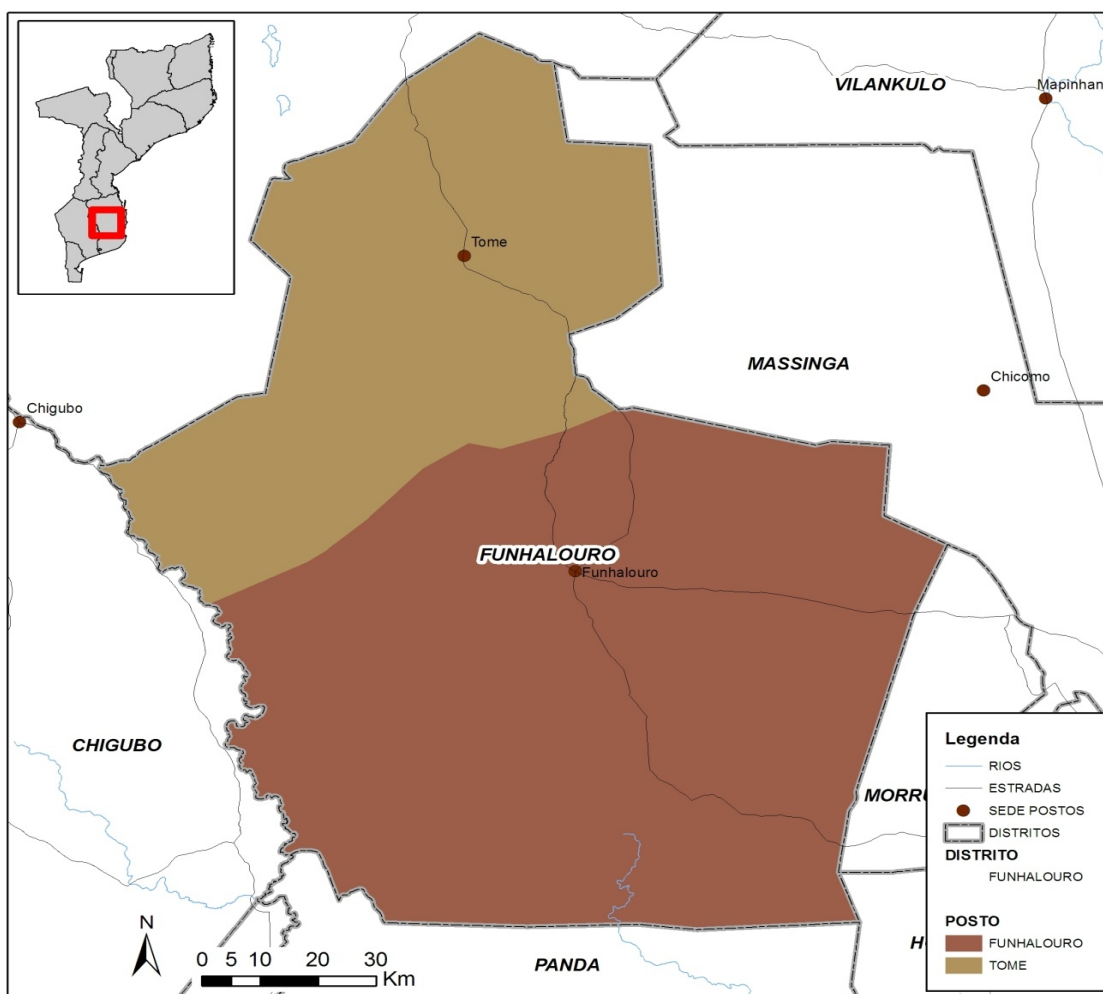 VILANKULO
Mapinhan
Tome
MASSINGA
Chicomo
Chigubo
FUNHALOURO
Funhalouro
CHIGUBO
MORRU
PANDA
N
0 5 10 20 30
Km
Legenda
RIOS
ESTRADAS
SEDE POSTOS
DISTRITOS
DISTRITO
FUNHALOURO
POSTO
FUNHALOURO
TOME